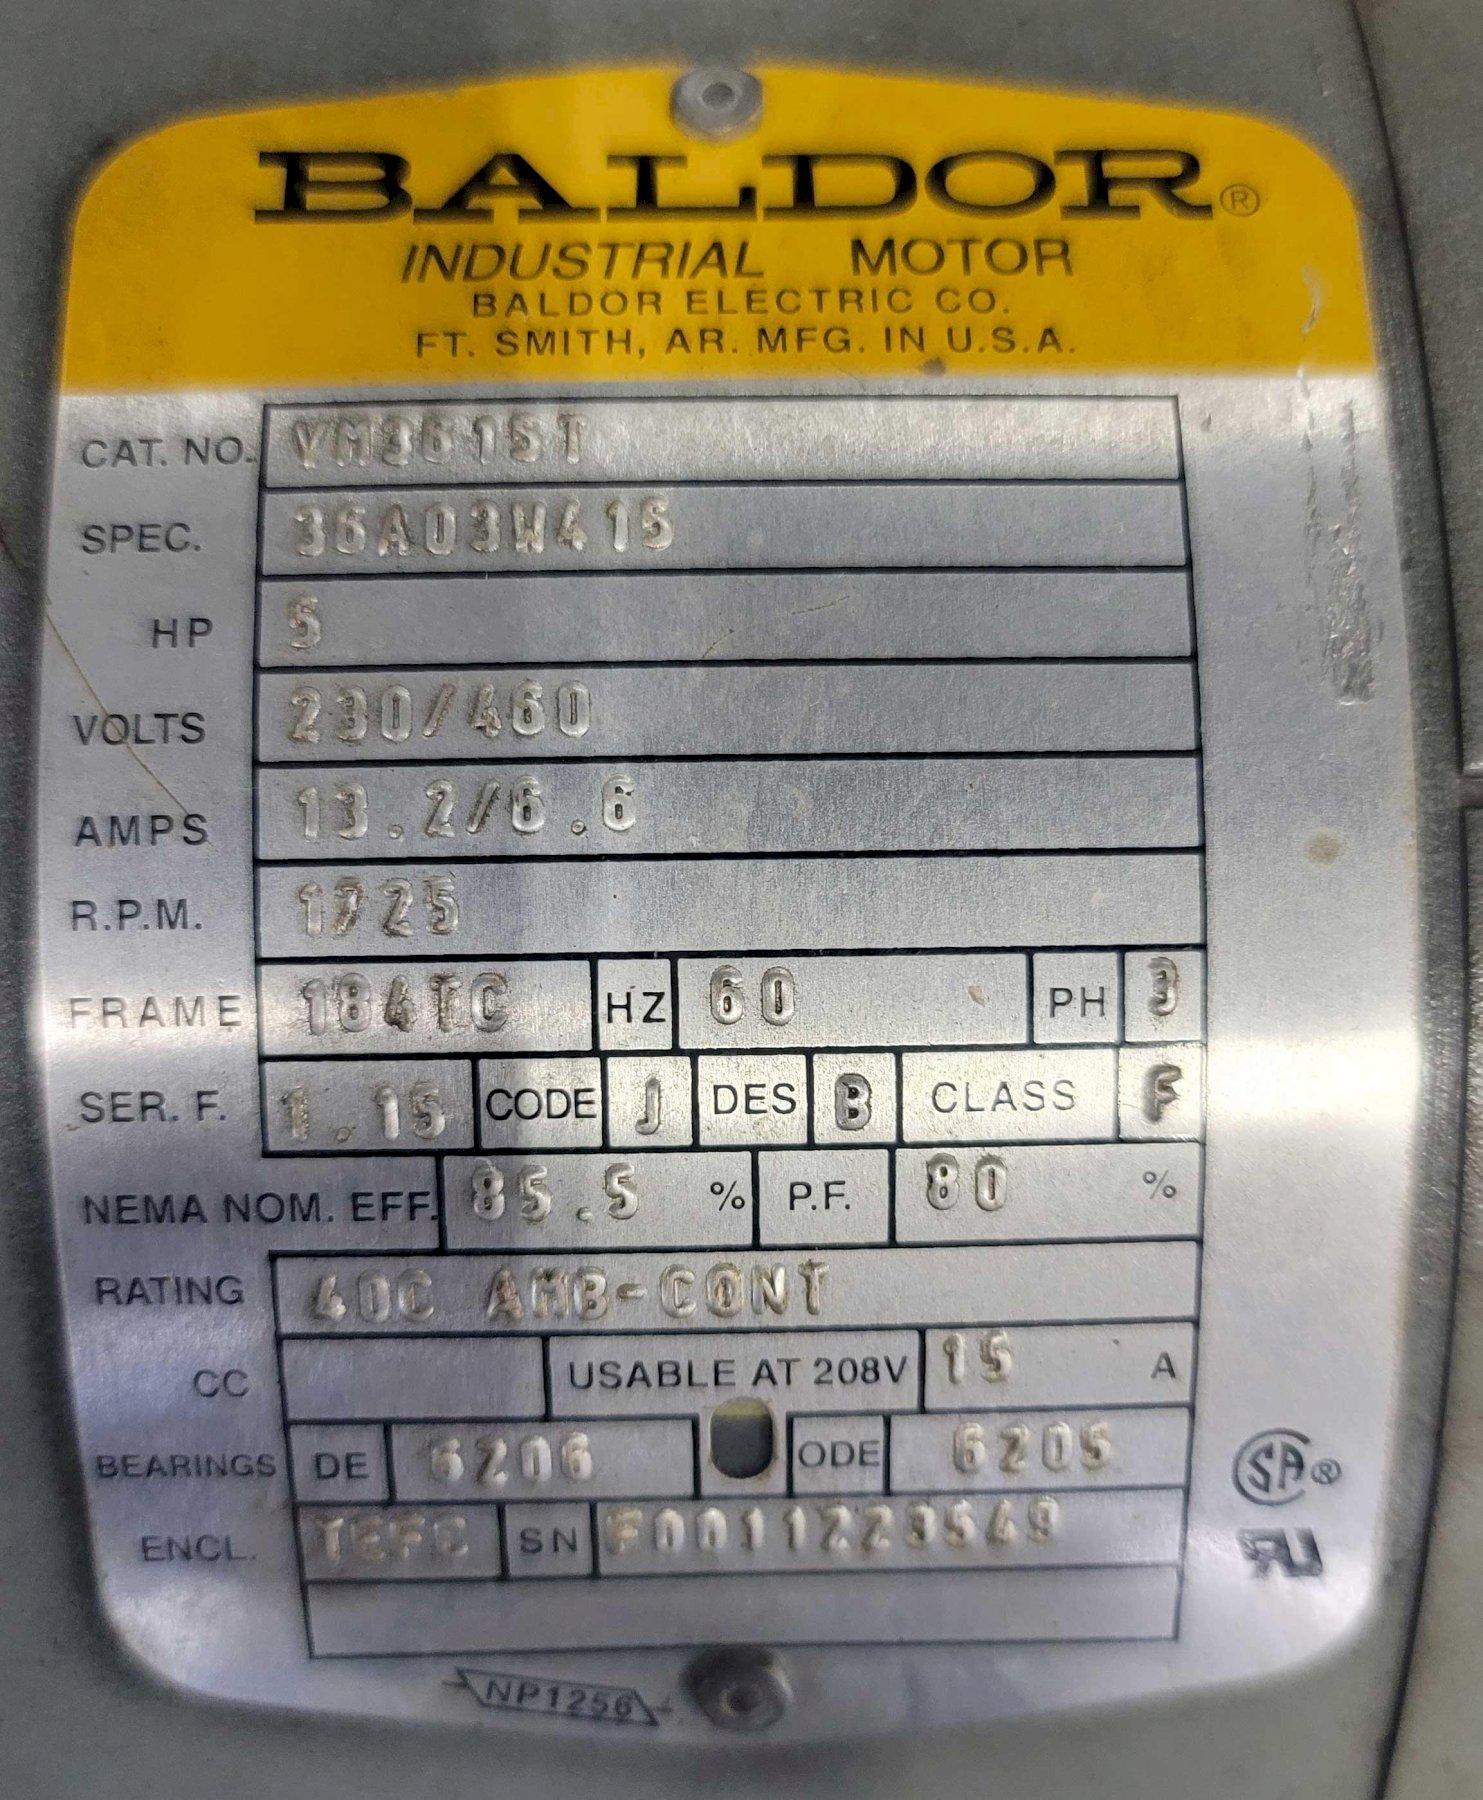 BALDOR®
INDUSTRIAL MOTOR
BALDOR ELECTRIC CO.
FT. SMITH, AR. MFG. IN U.S.A.
CAT. NO. VM3615T
SPEC. 36A03W415
HP 5
VOLTS 230/460
AMPS 13.2/6.6
R.P.M. 1725
FRAME 184TC HZ 60 PH 3
SER. F. 1.15 CODE J DES B CLASS F
NEMA NOM. EFF. 85.5 % P.F. 80 %
RATING 40C AMB-CONT
CC USABLE AT 208V 15 A
BEARINGS DE 6206 ODE 6205
ENCL. TEFC SN F0011223549
SA®
RU
NP1256